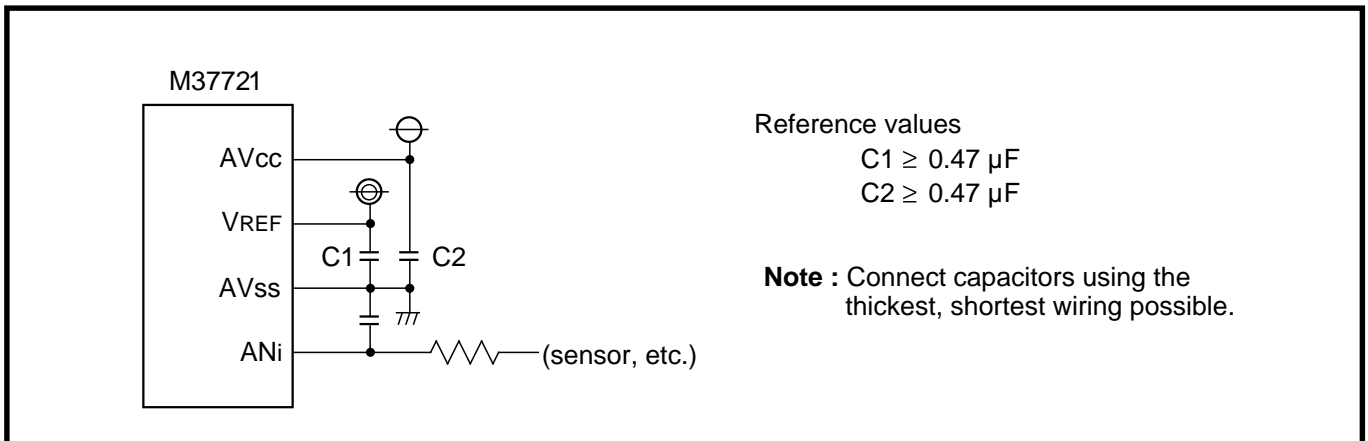 M37721
AVcc
VREF
AVss
ANi
C1
C2
(sensor, etc.)
Reference values
C1 ≥ 0.47 µF
C2 ≥ 0.47 µF
Note : Connect capacitors using the
thickest, shortest wiring possible.